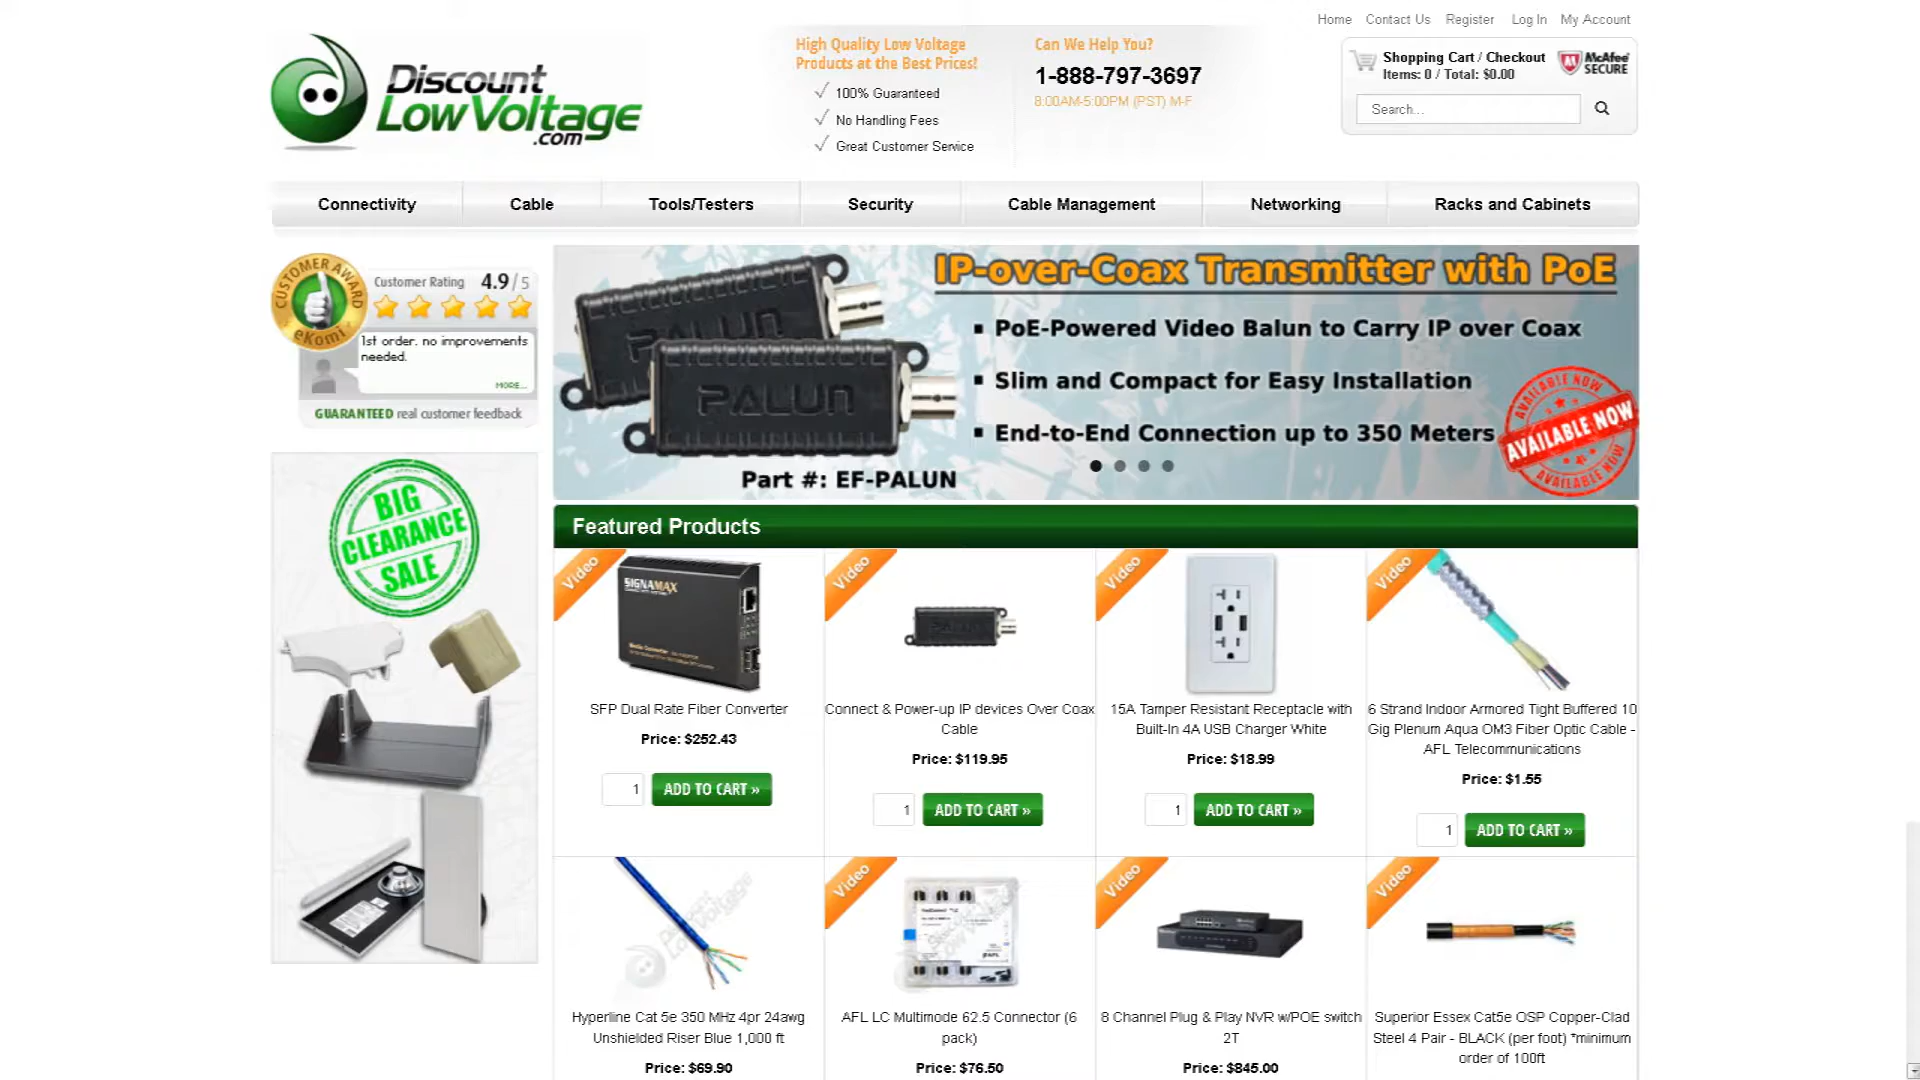 Home Contact Us Register Log In My Account
Discount
LowVoltage
.com
High Quality Low Voltage
Products at the Best Prices!
100% Guaranteed
No Handling Fees
Great Customer Service
Can We Help You?
1-888-797-3697
8:00AM-5:00PM (PST) M-F
Shopping Cart / Checkout
Items: 0 / Total: $0.00
McAfee
SECURE
Search...
Connectivity Cable Tools/Testers Security Cable Management Networking Racks and Cabinets
CUSTOMER AWARD
eKomi
Customer Rating 4.9 / 5
1st order. no improvements
needed.
MORE...
GUARANTEED real customer feedback
BIG
CLEARANCE
SALE
IP-over-Coax Transmitter with PoE
PoE-Powered Video Balun to Carry IP over Coax
Slim and Compact for Easy Installation
End-to-End Connection up to 350 Meters
PALUN
PALUN
Part #: EF-PALUN
AVAILABLE NOW
AVAILABLE NOW
AVAILABLE NOW
Featured Products
Video
SIGNAMAX
SFP Dual Rate Fiber Converter
Price: $252.43
1 ADD TO CART »
Video
Connect & Power-up IP devices Over Coax
Cable
Price: $119.95
1 ADD TO CART »
Video
15A Tamper Resistant Receptacle with
Built-In 4A USB Charger White
Price: $18.99
1 ADD TO CART »
Video
6 Strand Indoor Armored Tight Buffered 10
Gig Plenum Aqua OM3 Fiber Optic Cable -
AFL Telecommunications
Price: $1.55
1 ADD TO CART »
Discount
Low Voltage
Hyperline Cat 5e 350 MHz 4pr 24awg
Unshielded Riser Blue 1,000 ft
Price: $69.90
Video
AFL LC Multimode 62.5 Connector (6
pack)
Price: $76.50
Video
8 Channel Plug & Play NVR w/POE switch
2T
Price: $845.00
Video
Superior Essex Cat5e OSP Copper-Clad
Steel 4 Pair - BLACK (per foot) *minimum
order of 100ft